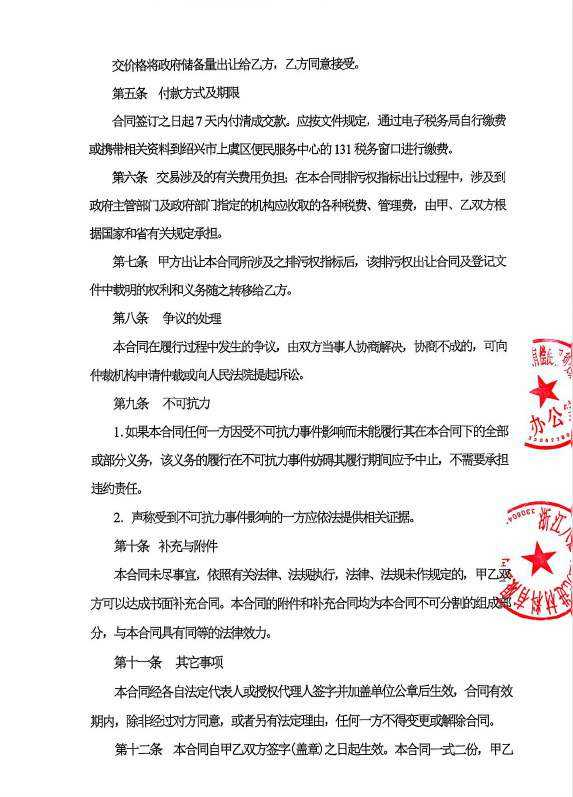 交价格将政府储备量出让给乙方，乙方同意接受。
第五条 付款方式及期限
合同签订之日起7天内付清成交款。应按文件规定，通过电子税务局自行缴费
或携带相关资料到绍兴市上虞区便民服务中心的131税务窗口进行缴费。
第六条 交易涉及的有关费用负担：在本合同排污权指标出让过程中，涉及到
政府主管部门及政府部门指定的机构应收取的各种税费、管理费，由甲、乙双方根
据国家和省有关规定承担。
第七条 甲方出让本合同所涉及之排污权指标后，该排污权出让合同及登记文
件中载明的权利和义务随之转移给乙方。
第八条 争议的处理
本合同在履行过程中发生的争议，由双方当事人协商解决，协商不成的，可向
仲裁机构申请仲裁或向人民法院提起诉讼。
第九条 不可抗力
1.如果本合同任何一方因受不可抗力事件影响而未能履行其在本合同下的全部
或部分义务，该义务的履行在不可抗力事件妨碍其履行期间应予中止，不需要承担
违约责任。
2. 声称受到不可抗力事件影响的一方应依法提供相关证据。
第十条 补充与附件
本合同未尽事宜，依照有关法律、法规执行，法律、法规未作规定的，甲乙双
方可以达成书面补充合同。本合同的附件和补充合同均为本合同不可分割的组成部
分，与本合同具有同等的法律效力。
第十一条 其它事项
本合同经各自法定代表人或授权代理人签字并加盖单位公章后生效，合同有效
期内，除非经过对方同意，或者另有法定理由，任何一方不得变更或解除合同。
第十二条 本合同自甲乙双方签字(盖章)之日起生效。本合同一式二份，甲乙
办公室
浙江
材料有限